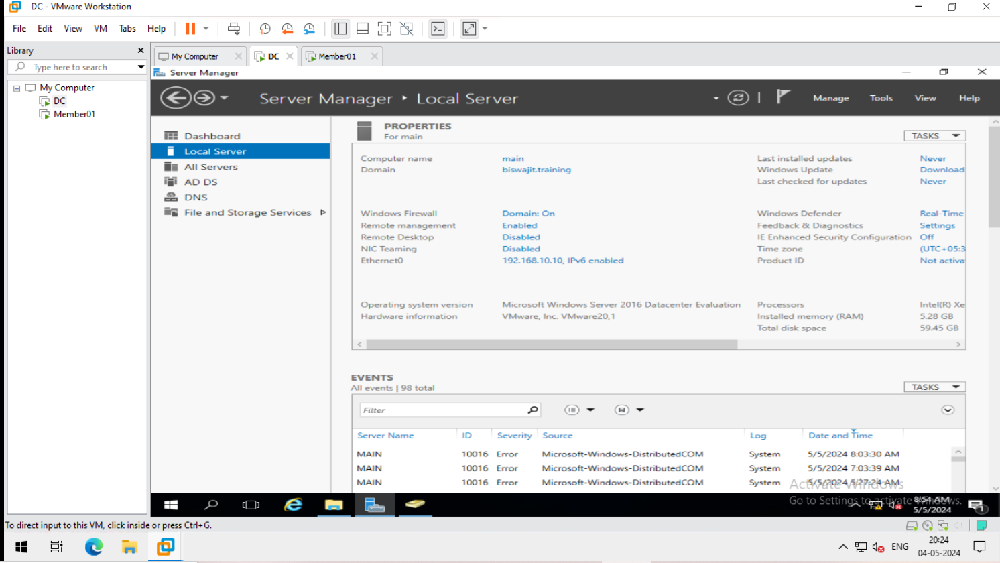 DC - VMware Workstation
File Edit View VM Tabs Help
Library
Type here to search
My Computer
DC
Member01
My Computer DC Member01
Server Manager
Server Manager Local Server
Manage Tools View Help
Dashboard
Local Server
All Servers
AD DS
DNS
File and Storage Services
PROPERTIES
For main
TASKS
Computer name main
Domain biswajit.training
Last installed updates Never
Windows Update Download
Last checked for updates Never
Windows Firewall Domain: On
Remote management Enabled
Remote Desktop Disabled
NIC Teaming Disabled
Ethernet0 192.168.10.10, IPv6 enabled
Windows Defender Real-Time
Feedback & Diagnostics Settings
IE Enhanced Security Configuration Off
Time zone (UTC+05:3
Product ID Not activa
Operating system version Microsoft Windows Server 2016 Datacenter Evaluation
Hardware information VMware, Inc. VMware20,1
Processors Intel(R) Xe
Installed memory (RAM) 5.28 GB
Total disk space 59.45 GB
EVENTS
All events | 98 total
TASKS
Filter
Server Name ID Severity Source Log Date and Time
MAIN 10016 Error Microsoft-Windows-DistributedCOM System 5/5/2024 8:03:30 AM
MAIN 10016 Error Microsoft-Windows-DistributedCOM System 5/5/2024 7:03:39 AM
MAIN 10016 Error Microsoft-Windows-DistributedCOM System 5/5/2024 5:27:24 AM
Activate Windows
Go to Settings to activate Windows.
8:54 AM
5/5/2024
1
To direct input to this VM, click inside or press Ctrl+G.
ENG
20:24
04-05-2024